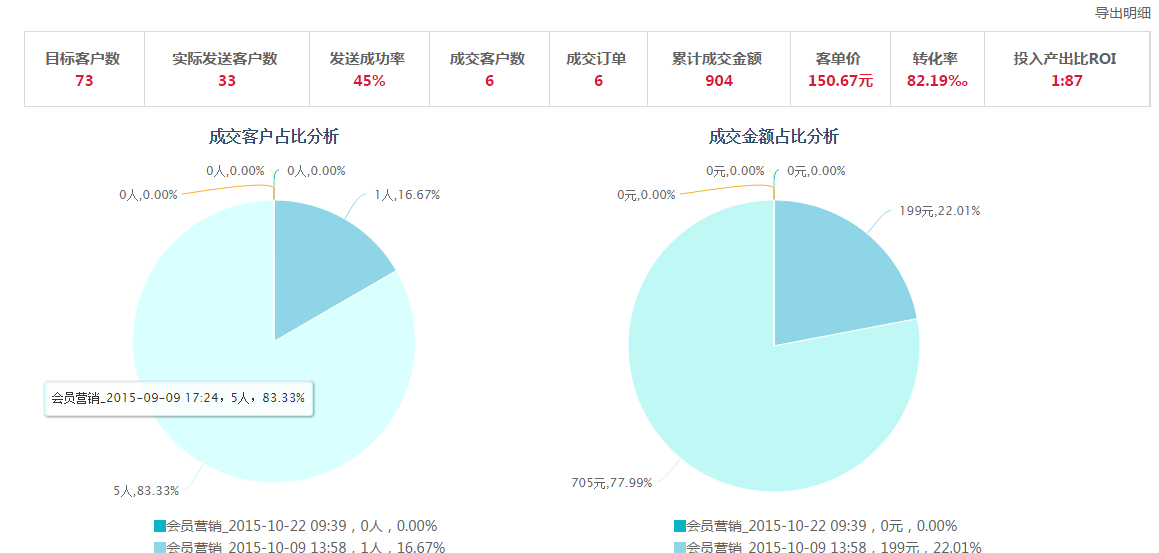 导出明细
目标客户数 实际发送客户数 发送成功率 成交客户数 成交订单 累计成交金额 客单价 转化率 投入产出比ROI
73 33 45% 6 6 904 150.67元 82.19‰ 1:87
成交客户占比分析
0人,0.00% 0人,0.00%
0人,0.00% 1人,16.67%
会员营销_2015-09-09 17:24，5人，83.33%
5人,83.33%
会员营销_2015-10-22 09:39，0人，0.00%
会员营销_2015-10-09 13:58，1人，16.67%
成交金额占比分析
0元,0.00% 0元,0.00%
0元,0.00%
199元,22.01%
705元,77.99%
会员营销_2015-10-22 09:39，0元，0.00%
会员营销_2015-10-09 13:58，199元，22.01%